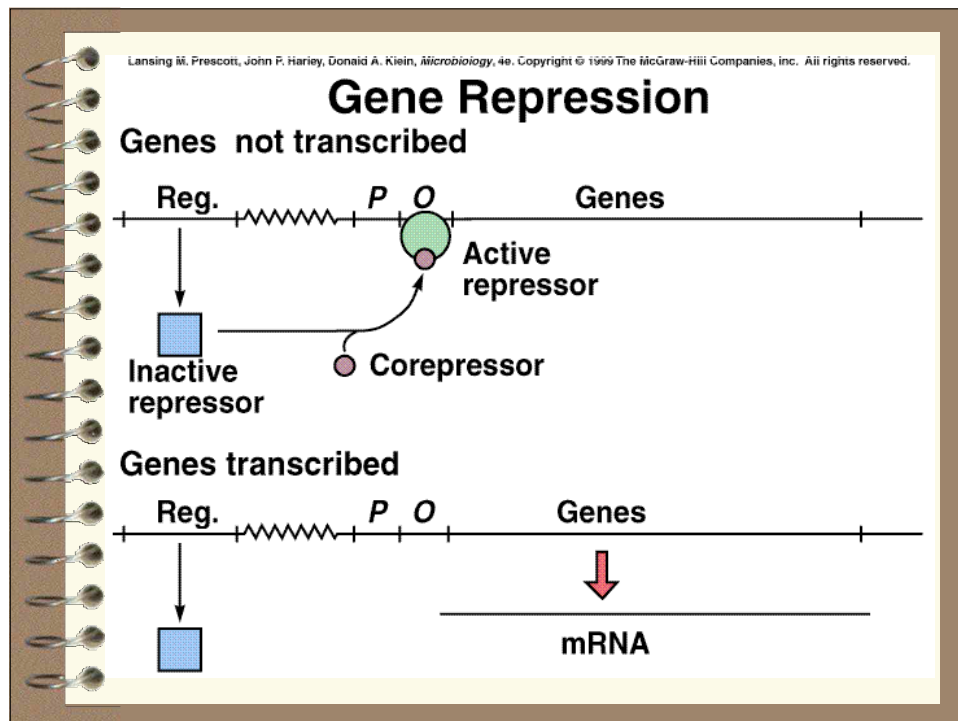 Lansing M. Prescott, John P. Harley, Donald A. Klein, Microbiology, 4e. Copyright © 1999 The McGraw-Hill Companies, Inc. All rights reserved.
Gene Repression
Genes not transcribed
Reg. P O Genes
Active
repressor
Corepressor
Inactive
repressor
Genes transcribed
Reg. P O Genes
mRNA